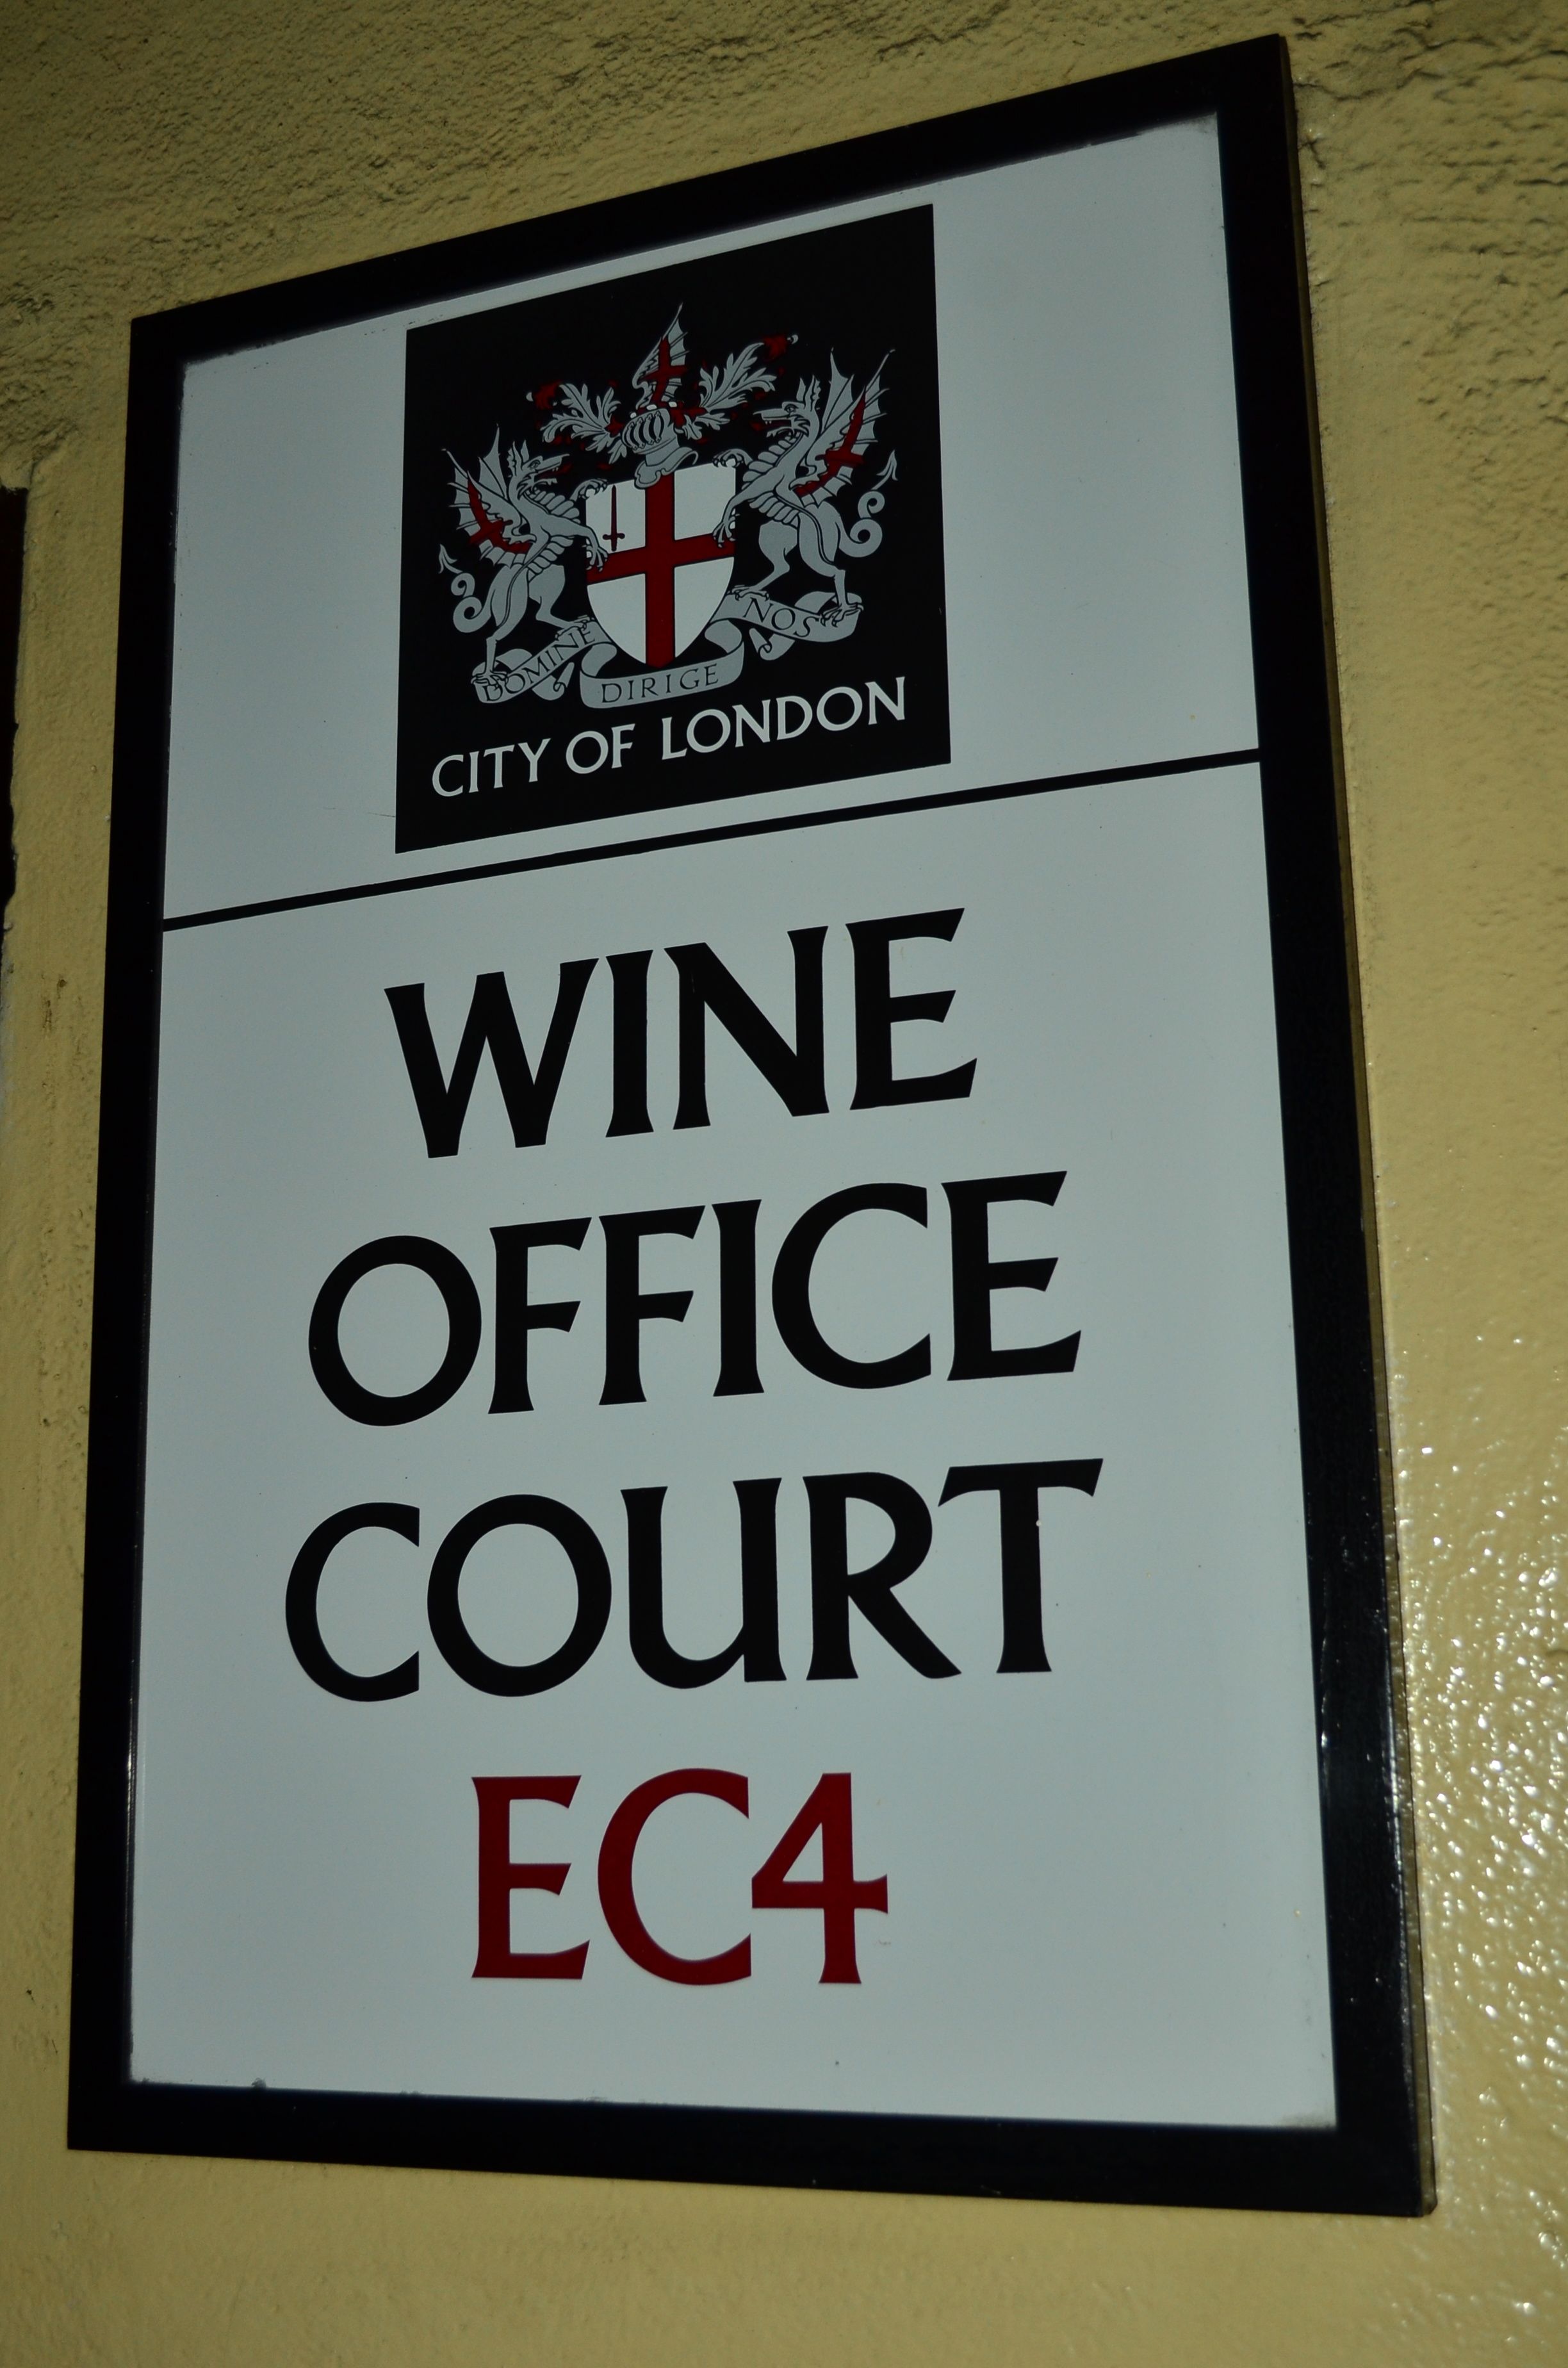 DOMINE DIRIGE NOS
CITY OF LONDON
WINE
OFFICE
COURT
EC4